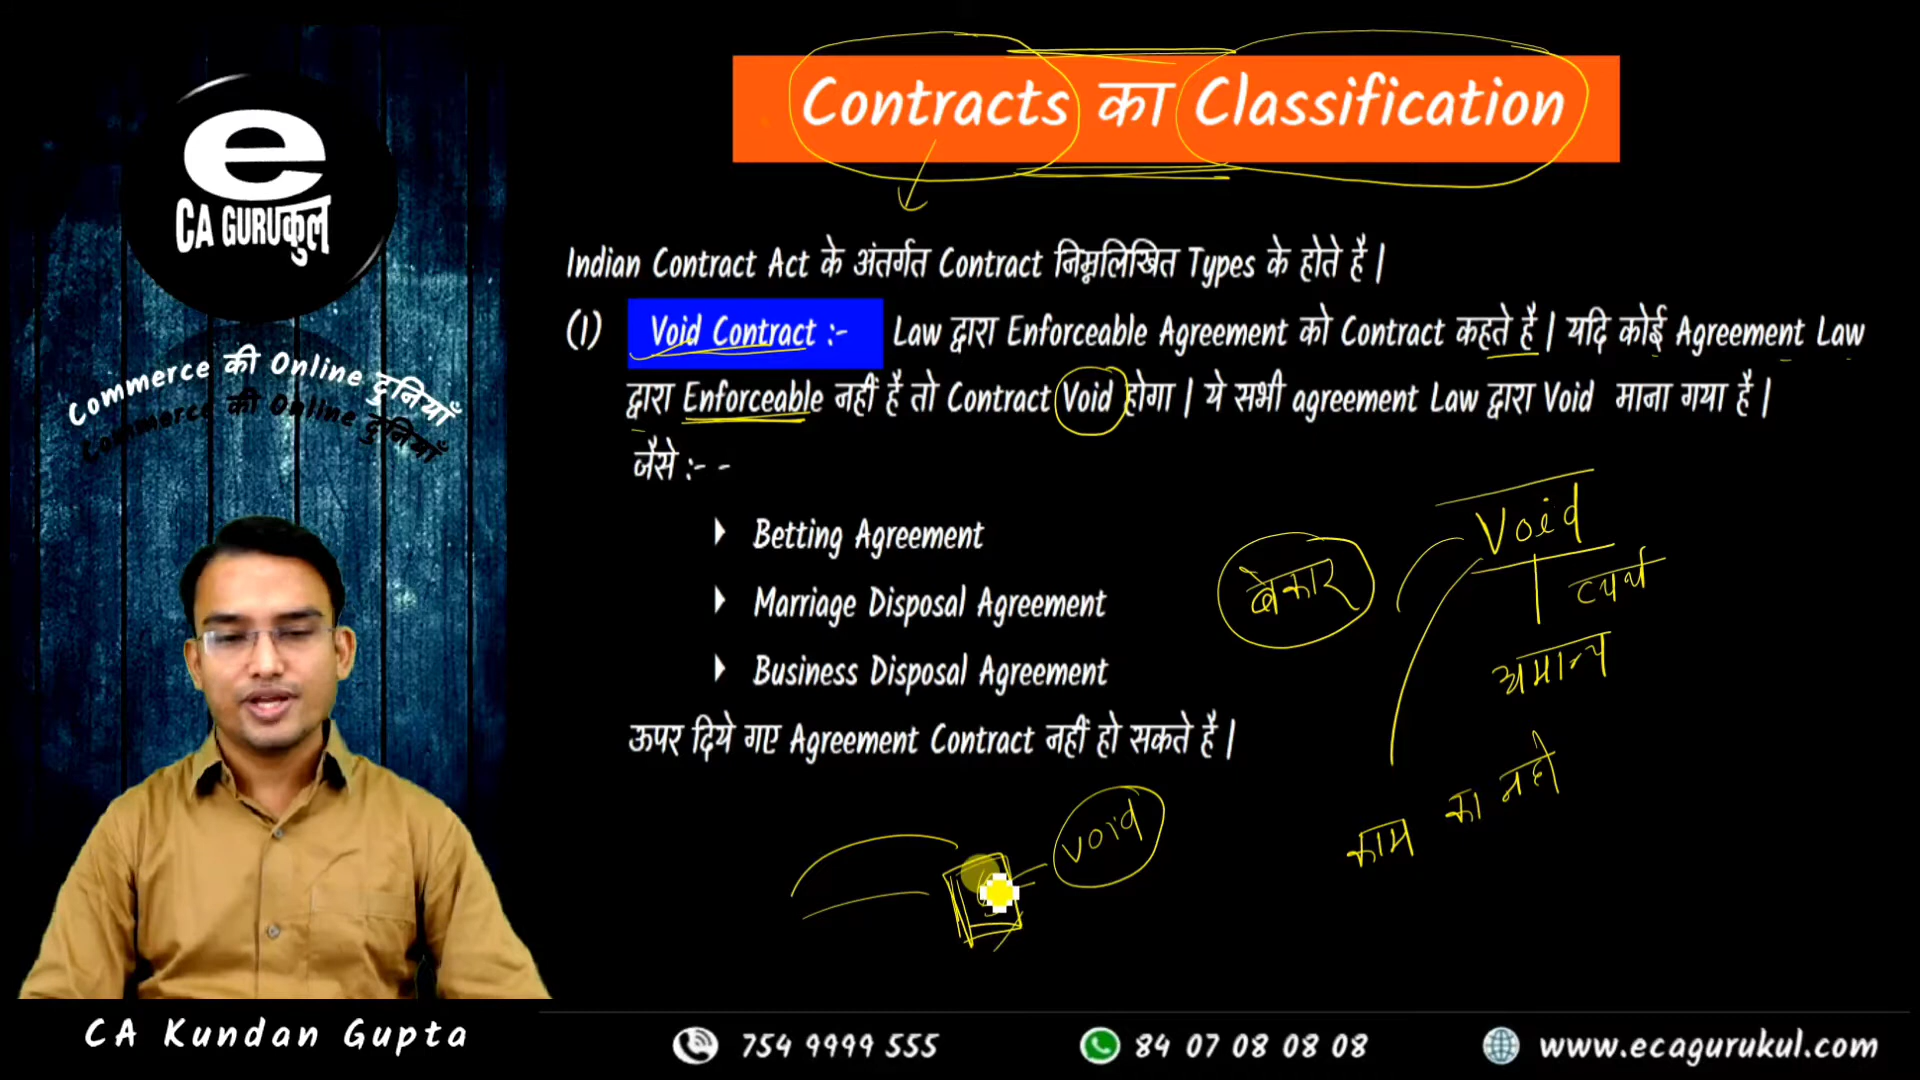 Contracts का Classification
e
CA GURUकुल
Commerce की Online दुनियाँ
Commerce की Online दुनियाँ
Indian Contract Act के अंतर्गत Contract निम्नलिखित Types के होते है |
(1) Void Contract :- Law द्वारा Enforceable Agreement को Contract कहते है | यदि कोई Agreement Law
द्वारा Enforceable नहीं है तो Contract Void होगा | ये सभी agreement Law द्वारा Void माना गया है |
जैसे :- -
Betting Agreement
Marriage Disposal Agreement
Business Disposal Agreement
ऊपर दिये गए Agreement Contract नहीं हो सकते है |
Void
बेकार
व्यर्थ
अमान्य
काम का नही
void
CA Kundan Gupta
754 9999 555
84 07 08 08 08
www.ecagurukul.com